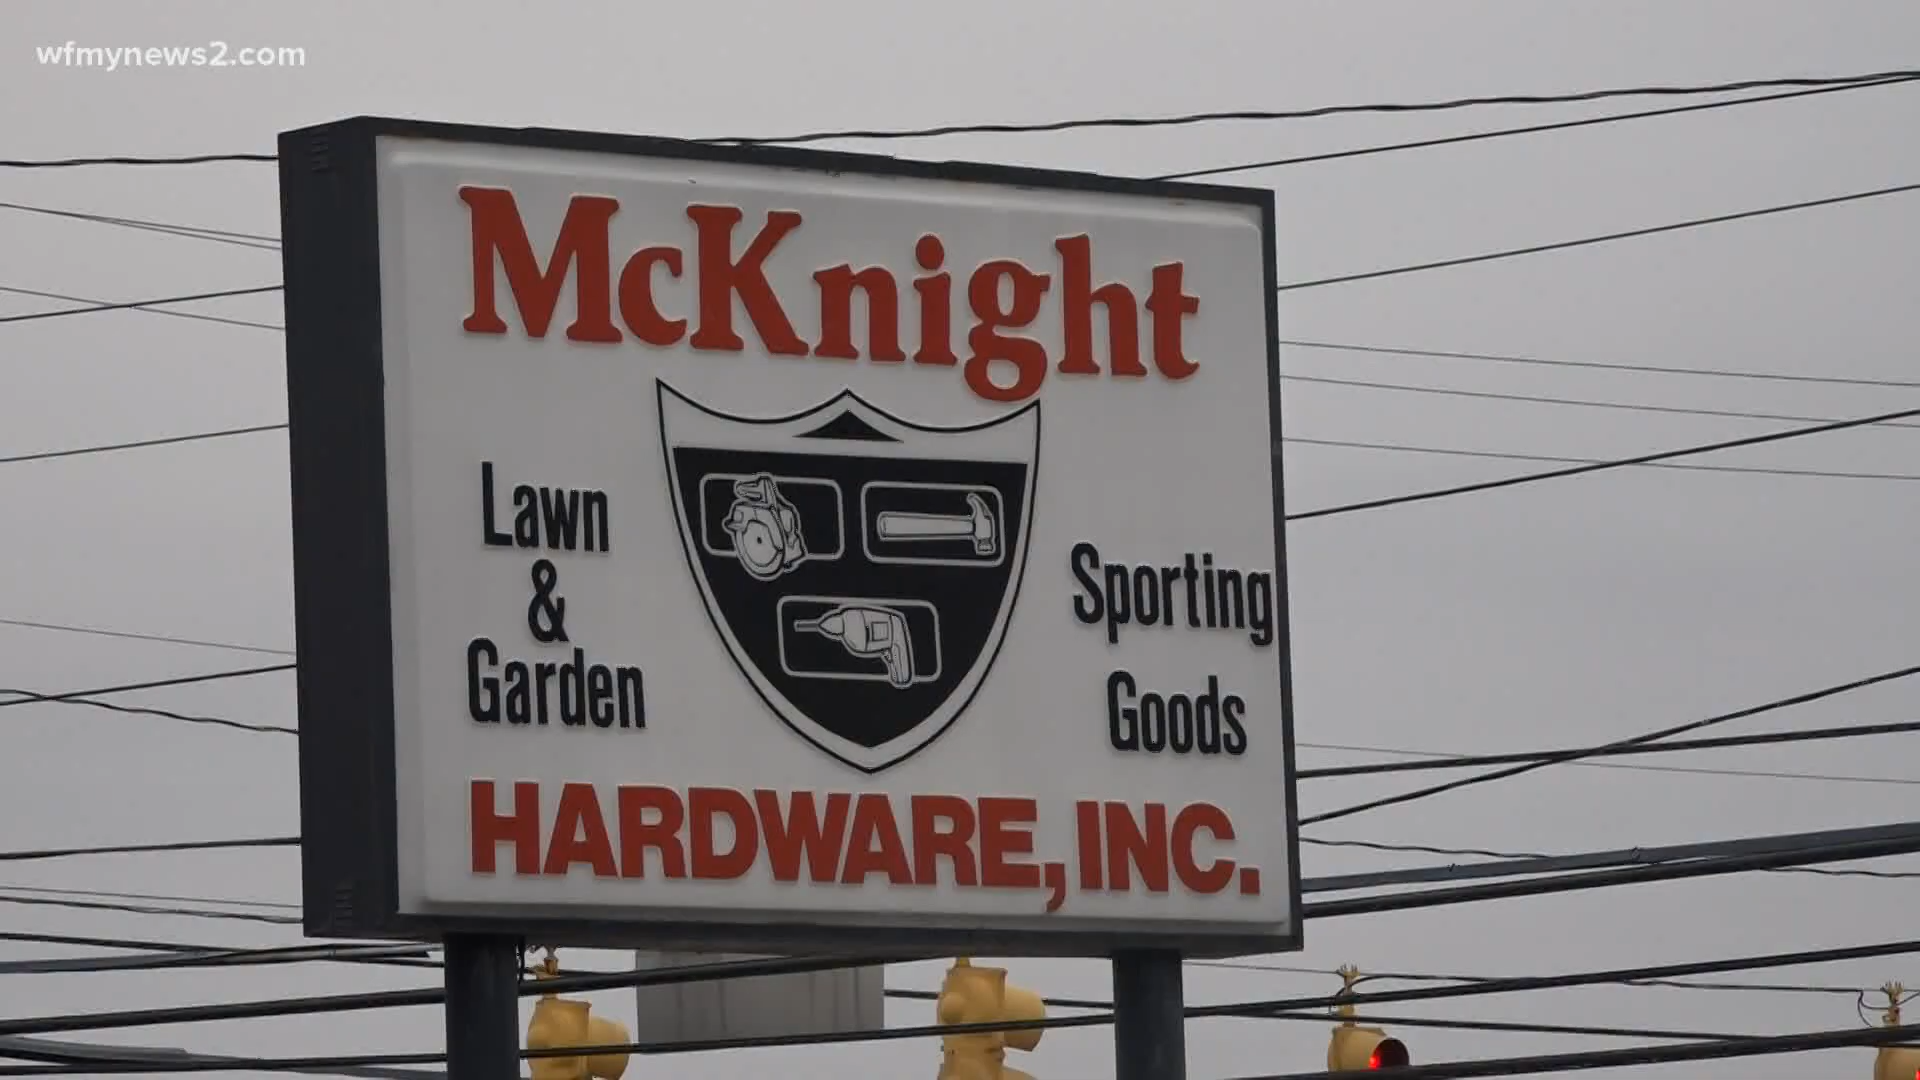 wfmynews2.com
McKnight
Lawn
&
Garden
Sporting
Goods
HARDWARE, INC.